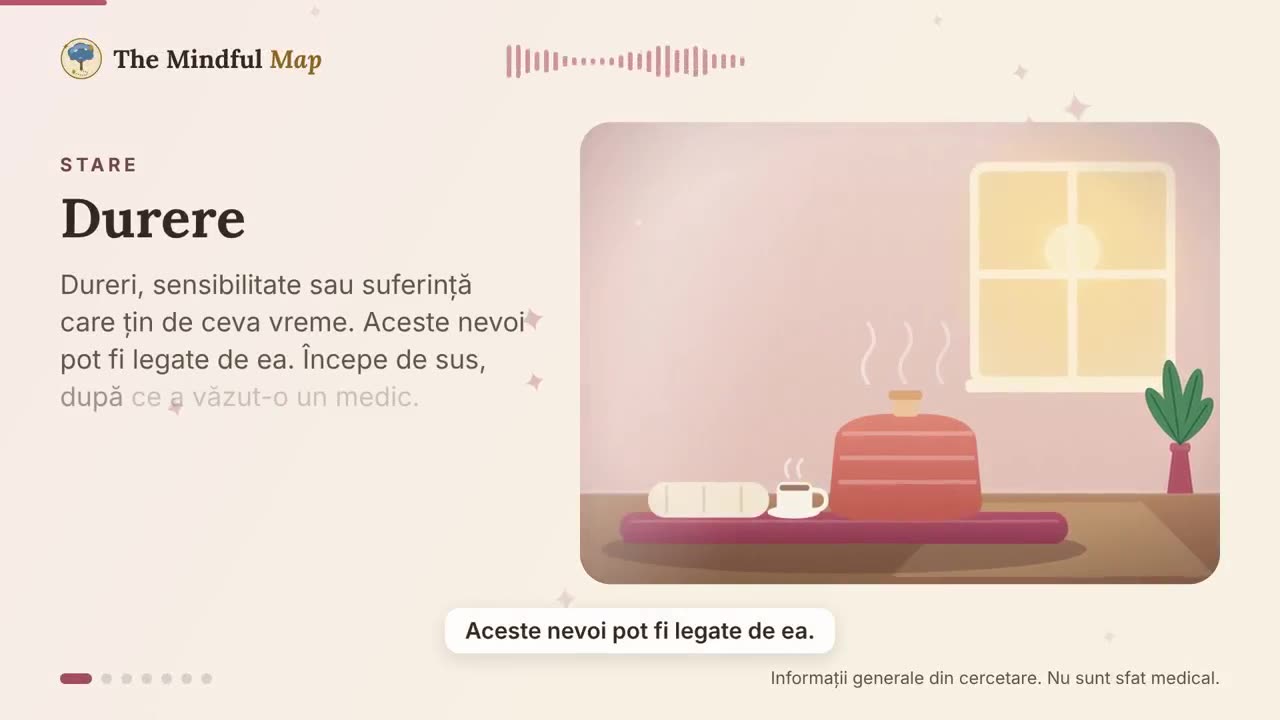 The Mindful Map
STARE
Durere
Dureri, sensibilitate sau suferință
care țin de ceva vreme. Aceste nevoi
pot fi legate de ea. Începe de sus,
după ce a văzut-o un medic.
Aceste nevoi pot fi legate de ea.
Informații generale din cercetare. Nu sunt sfat medical.